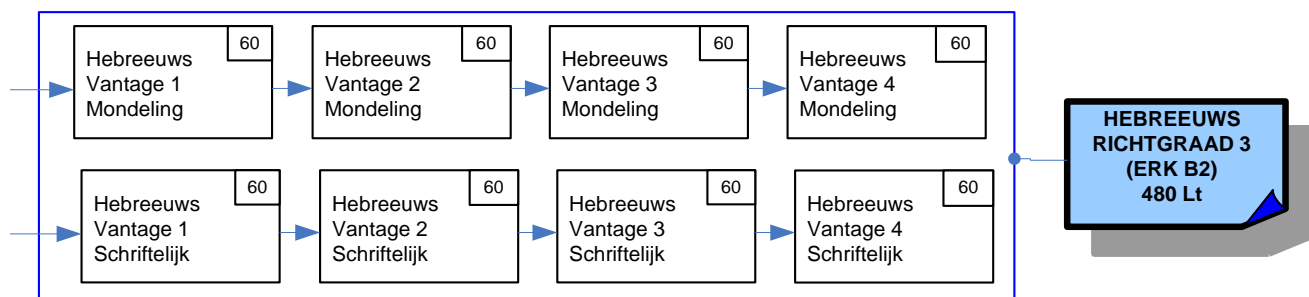 60
Hebreeuws
Vantage 1
Mondeling
60
Hebreeuws
Vantage 2
Mondeling
60
Hebreeuws
Vantage 3
Mondeling
60
Hebreeuws
Vantage 4
Mondeling
60
Hebreeuws
Vantage 1
Schriftelijk
60
Hebreeuws
Vantage 2
Schriftelijk
60
Hebreeuws
Vantage 3
Schriftelijk
60
Hebreeuws
Vantage 4
Schriftelijk
HEBREEUWS
RICHTGRAAD 3
(ERK B2)
480 Lt